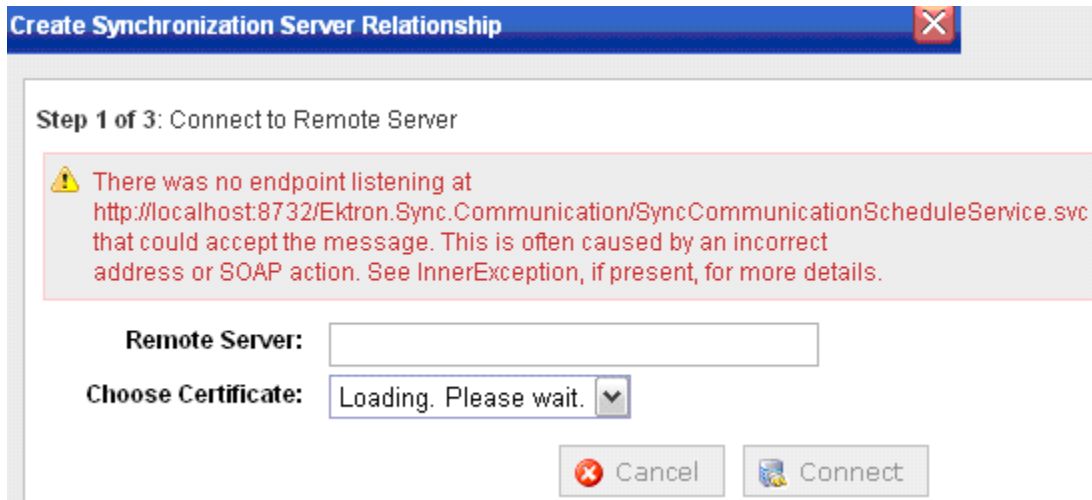 Create Synchronization Server Relationship
Step 1 of 3: Connect to Remote Server
There was no endpoint listening at
http://localhost:8732/Ektron.Sync.Communication/SyncCommunicationScheduleService.svc
that could accept the message. This is often caused by an incorrect
address or SOAP action. See InnerException, if present, for more details.
Remote Server:
Choose Certificate: Loading. Please wait.
Cancel Connect